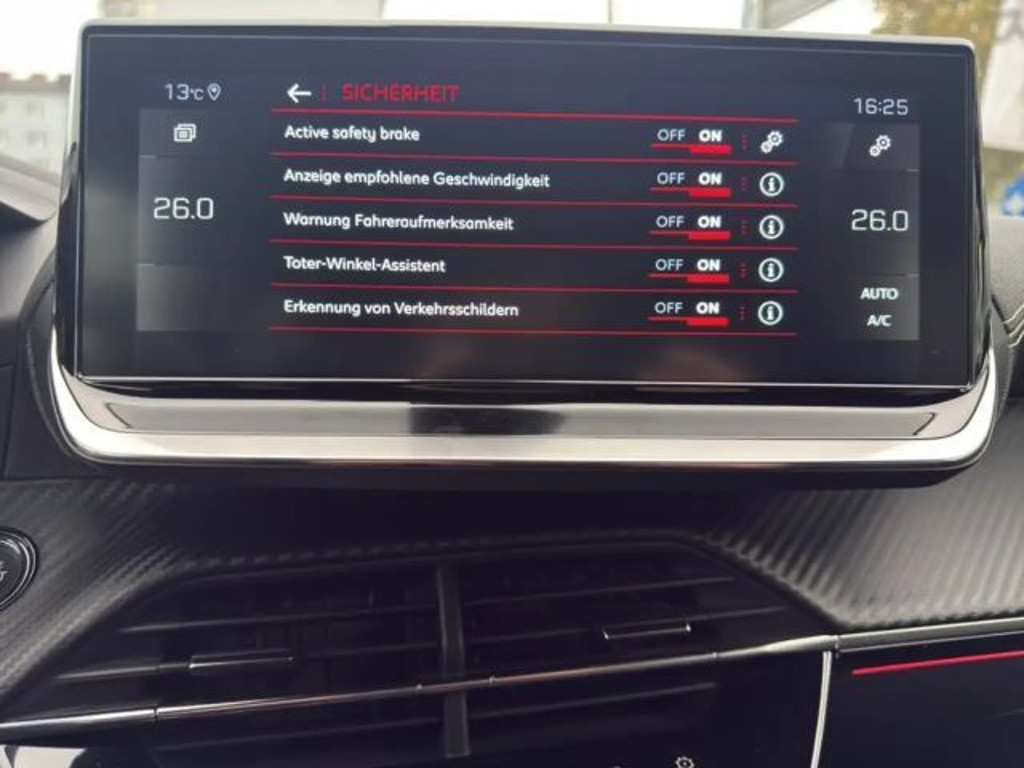 13°C
SICHERHEIT
16:25
Active safety brake OFF ON
Anzeige empfohlene Geschwindigkeit OFF ON
26.0
26.0
Warnung Fahreraufmerksamkeit OFF ON
Toter-Winkel-Assistent OFF ON
AUTO
Erkennung von Verkehrsschildern OFF ON
A/C